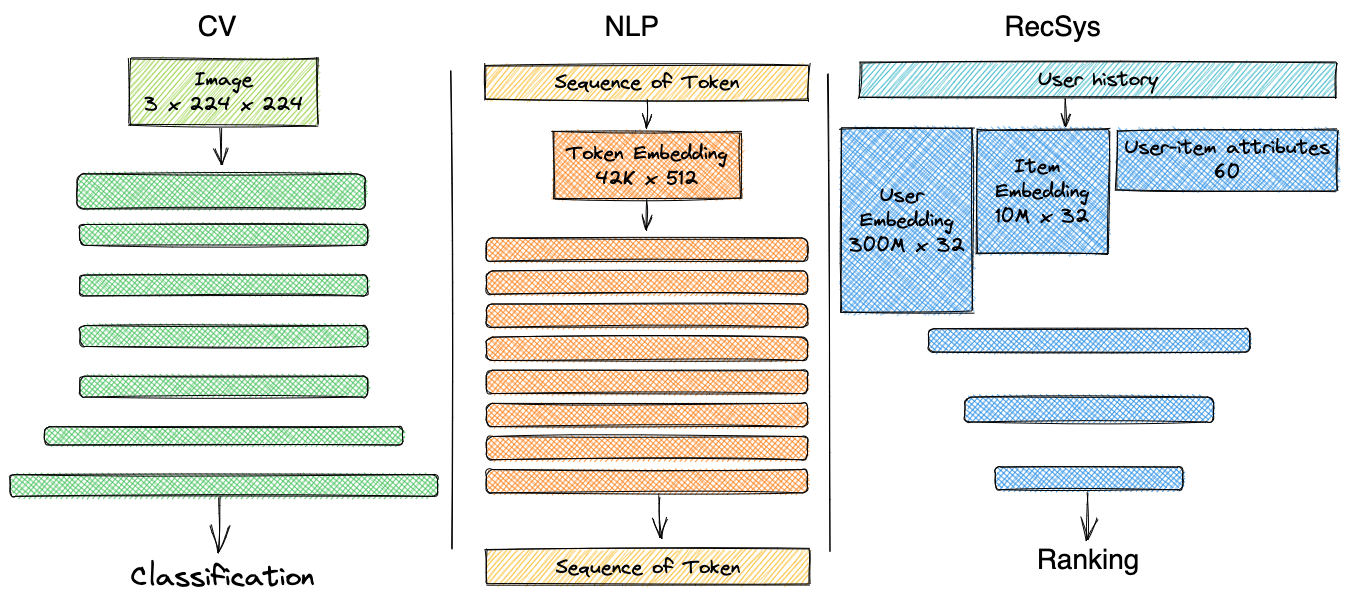 CV
Image
3 x 224 x 224
Classification
NLP
Sequence of Token
Token Embedding
42K x 512
Sequence of Token
RecSys
User history
User
Embedding
300M x 32
Item
Embedding
10M x 32
User-item attributes
60
Ranking